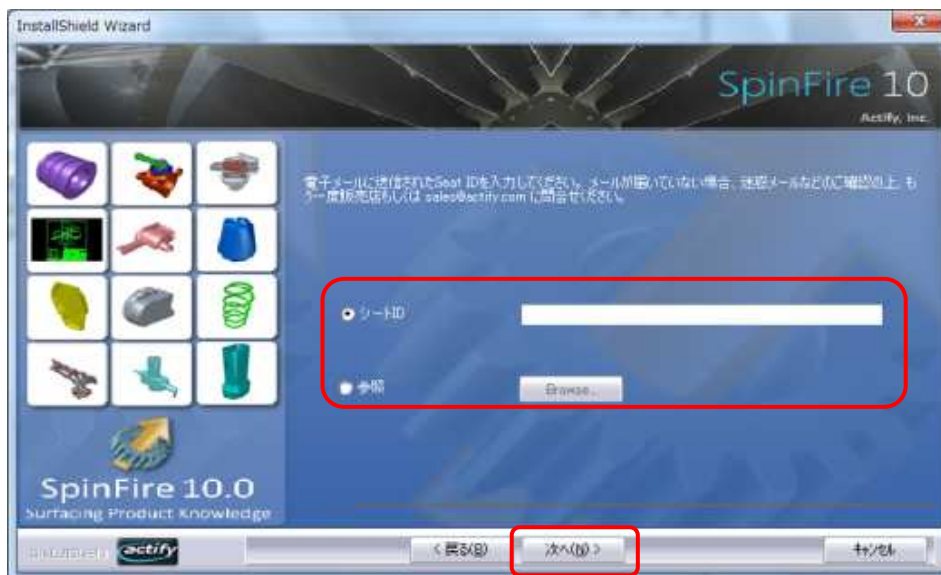 InstallShield Wizard
SpinFire 10
Actify, Inc.
電子メールに送信されたSeat IDを入力してください。メールが届いていない場合、迷惑メールなどのご確認の上、も
う一度販売店もしくは sales@actify.com に問合せください。
シートID
参照
Browse...
SpinFire 10.0
Surfacing Product Knowledge
InstallShield
actify
< 戻る(B)
次へ(N) >
キャンセル